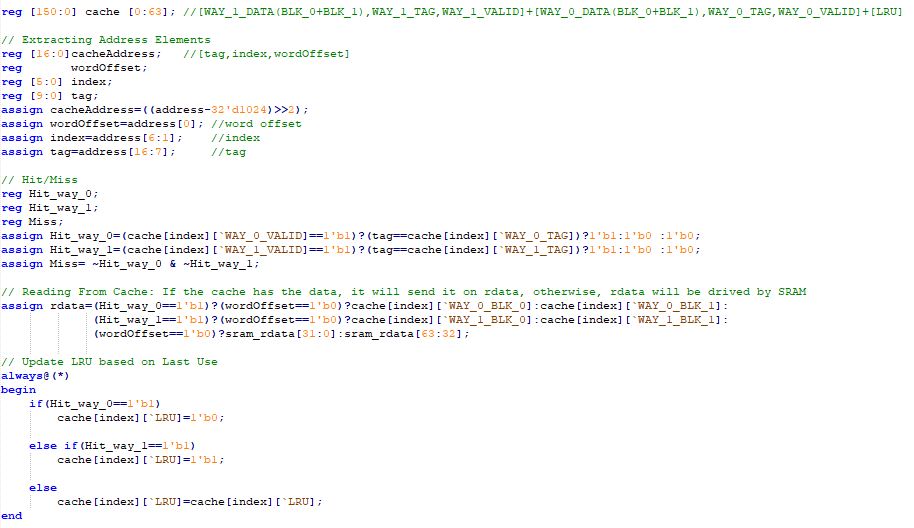 reg [150:0] cache [0:63]; //[WAY_1_DATA(BLK_0+BLK_1),WAY_1_TAG,WAY_1_VALID]+[WAY_0_DATA(BLK_0+BLK_1),WAY_0_TAG,WAY_0_VALID]+[LRU]
// Extracting Address Elements
reg [16:0]cacheAddress; //[tag,index,wordOffset]
reg wordOffset;
reg [5:0] index;
reg [9:0] tag;
assign cacheAddress=((address-32'd1024)>>2);
assign wordOffset=address[0]; //word offset
assign index=address[6:1]; //index
assign tag=address[16:7]; //tag
// Hit/Miss
reg Hit_way_0;
reg Hit_way_1;
reg Miss;
assign Hit_way_0=(cache[index][`WAY_0_VALID]==1'b1)?(tag==cache[index][`WAY_0_TAG])?1'b1:1'b0 :1'b0;
assign Hit_way_1=(cache[index][`WAY_1_VALID]==1'b1)?(tag==cache[index][`WAY_1_TAG])?1'b1:1'b0 :1'b0;
assign Miss= ~Hit_way_0 & ~Hit_way_1;
// Reading From Cache: If the cache has the data, it will send it on rdata, otherwise, rdata will be drived by SRAM
assign rdata=(Hit_way_0==1'b1)?(wordOffset==1'b0)?cache[index][`WAY_0_BLK_0]:cache[index][`WAY_0_BLK_1]:
(Hit_way_1==1'b1)?(wordOffset==1'b0)?cache[index][`WAY_1_BLK_0]:cache[index][`WAY_1_BLK_1]:
(wordOffset==1'b0)?sram_rdata[31:0]:sram_rdata[63:32];
// Update LRU based on Last Use
always@(*)
begin
if(Hit_way_0==1'b1)
cache[index][`LRU]=1'b0;
else if(Hit_way_1==1'b1)
cache[index][`LRU]=1'b1;
else
cache[index][`LRU]=cache[index][`LRU];
end